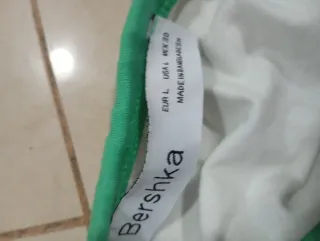 Bershka
EUR L USA L MEX 30
MADE IN BANGLADESH